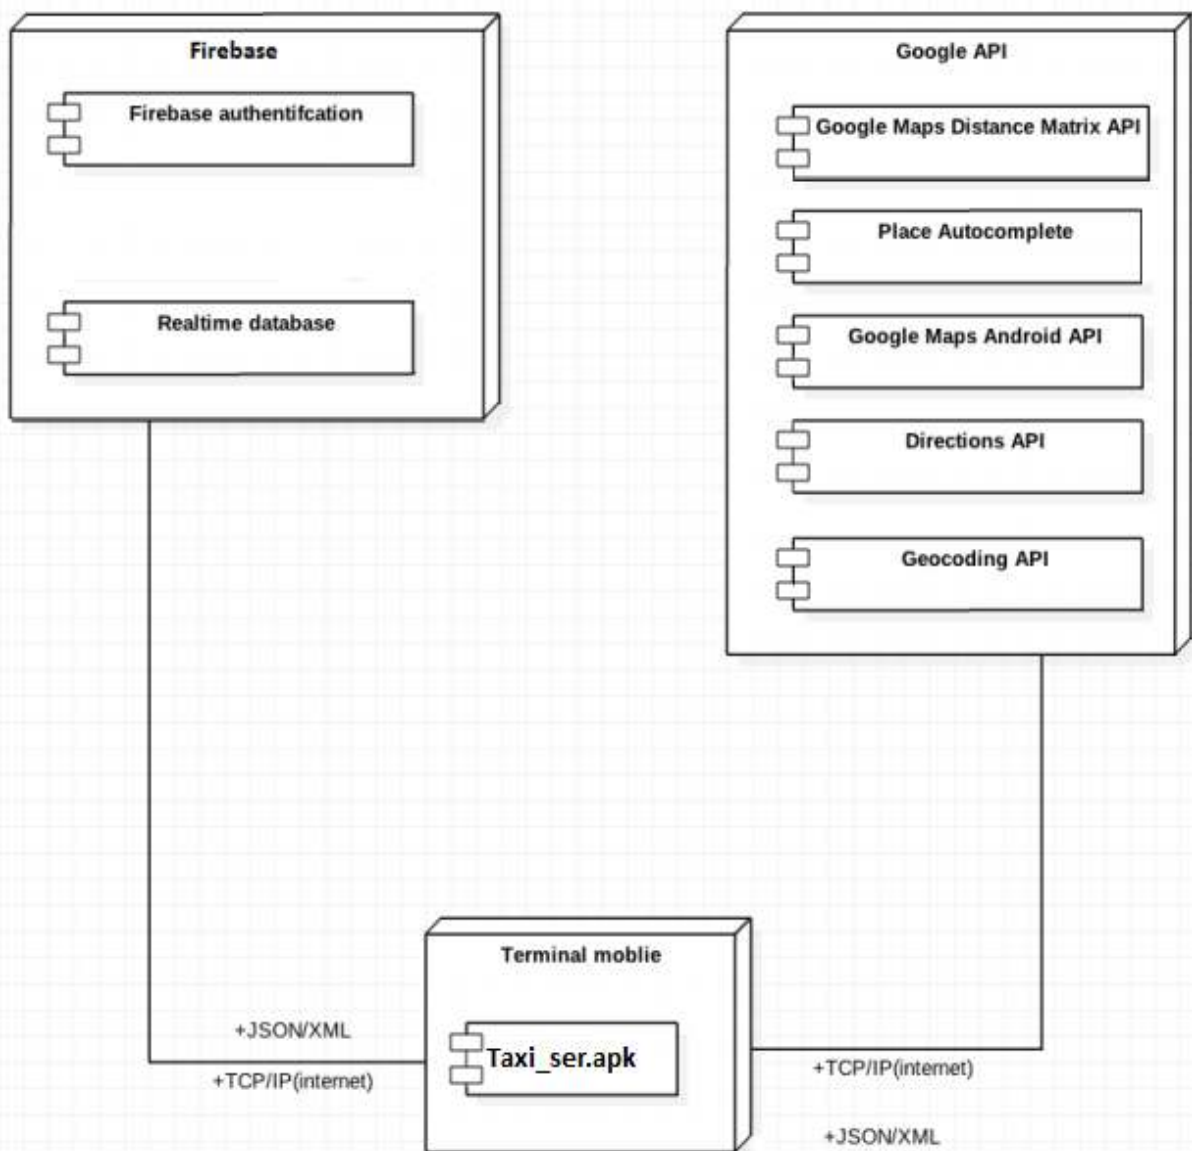 Firebase
Firebase authentifcation
Realtime database
Google API
Google Maps Distance Matrix API
Place Autocomplete
Google Maps Android API
Directions API
Geocoding API
Terminal moblie
Taxi_ser.apk
+JSON/XML
+TCP/IP(internet)
+TCP/IP(internet)
+JSON/XML